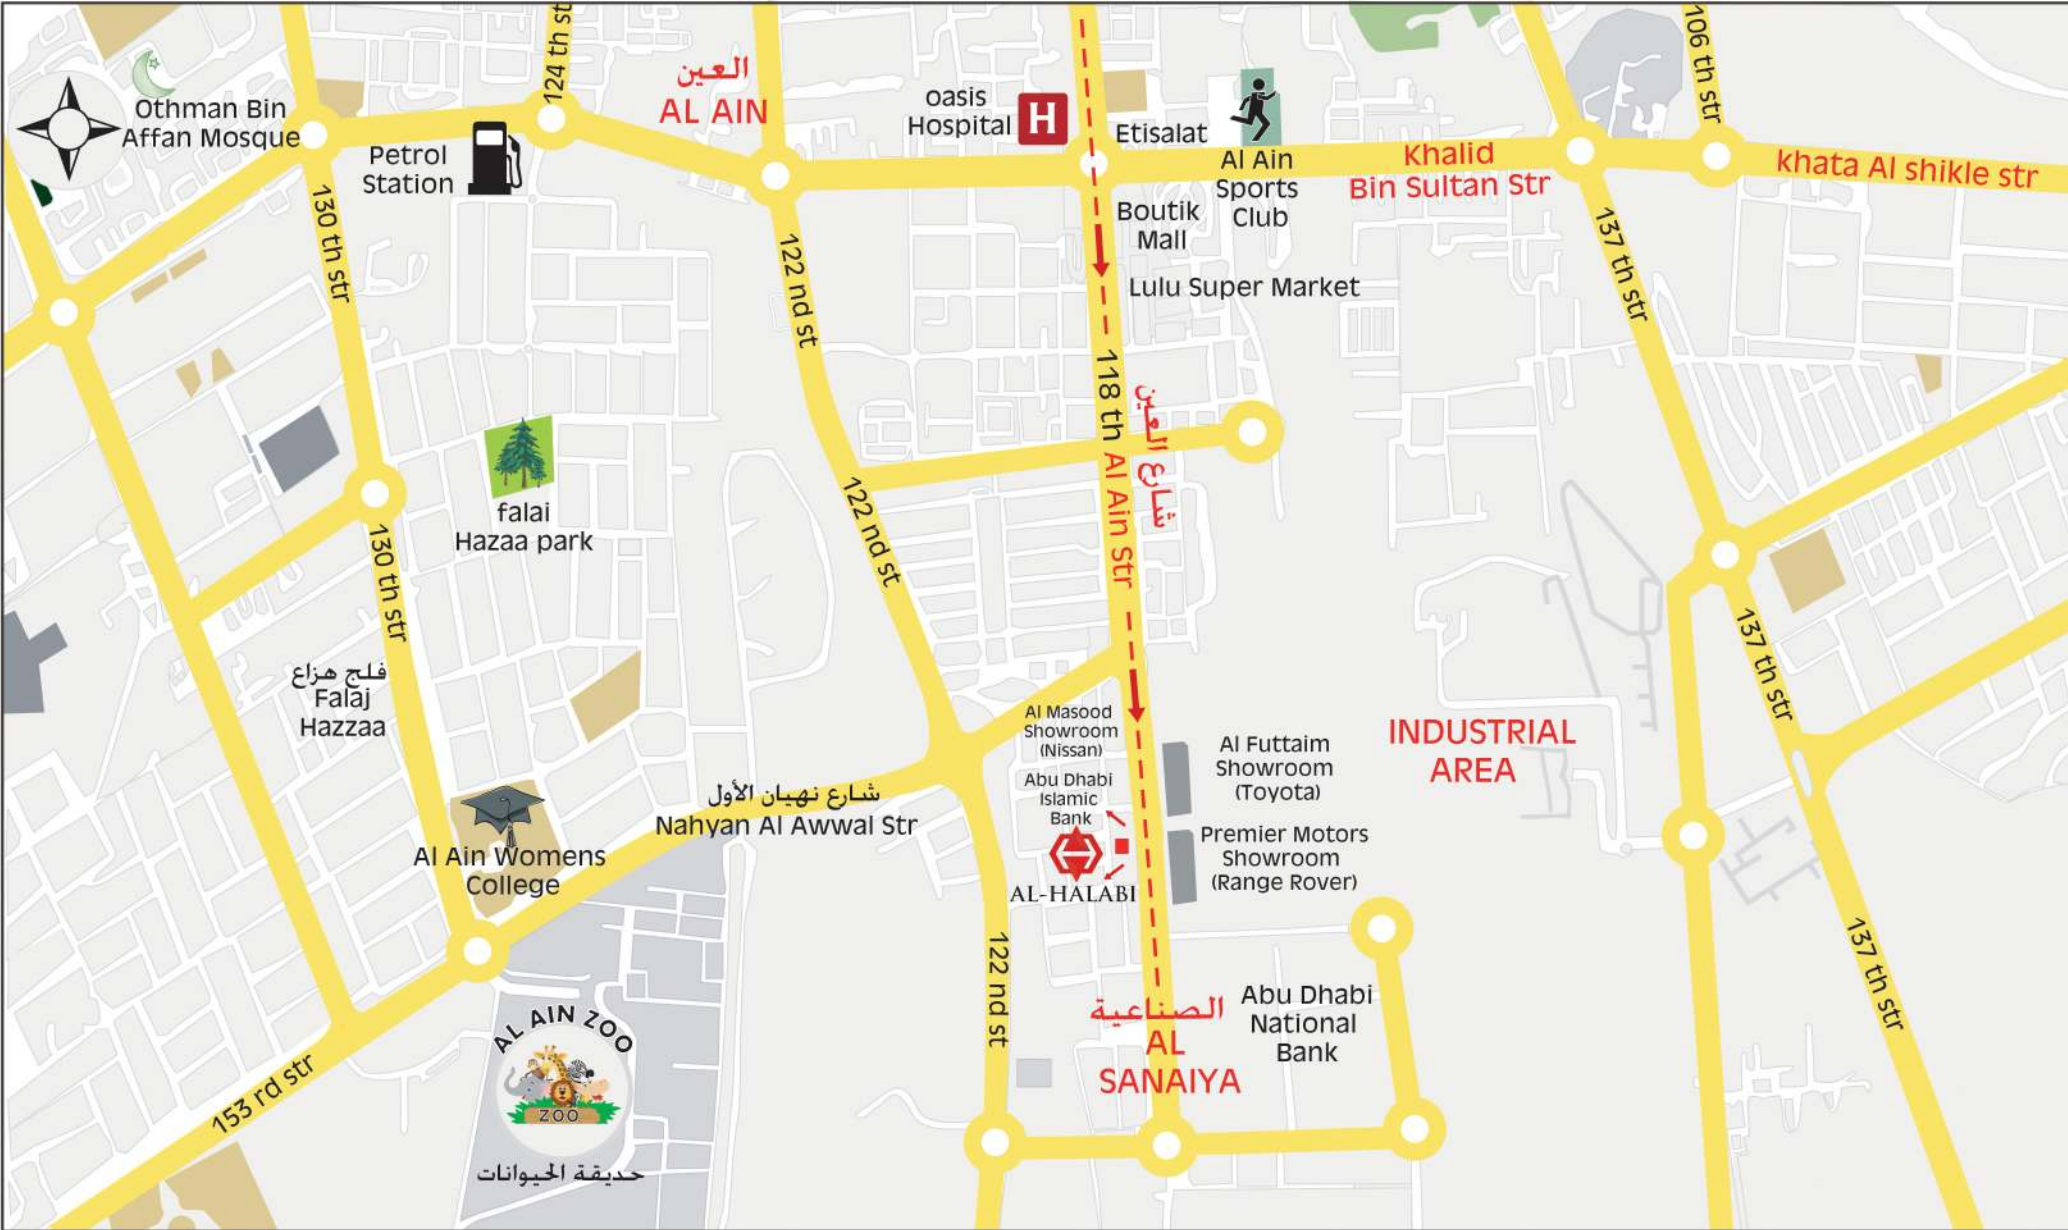 124 th st
106 th str
العين
AL AIN
Othman Bin
Affan Mosque
Petrol
Station
oasis
Hospital
H
Etisalat
Al Ain
Sports
Club
Khalid
Bin Sultan Str
khata Al shikle str
130 th str
122 nd st
Boutik
Mall
Lulu Super Market
137 th str
118 th Al Ain Str
شارع العين
falai
Hazaa park
122 nd st
130 th str
137 th str
فلج هزاع
Falaj
Hazzaa
Al Masood
Showroom
(Nissan)
Abu Dhabi
Islamic
Bank
AL-HALABI
Al Futtaim
Showroom
(Toyota)
Premier Motors
Showroom
(Range Rover)
INDUSTRIAL
AREA
شارع نهيان الأول
Nahyan Al Awwal Str
Al Ain Womens
College
122 nd st
137 th str
الصناعية
AL
SANAIYA
Abu Dhabi
National
Bank
153 rd str
AL AIN ZOO
ZOO
حديقة الحيوانات